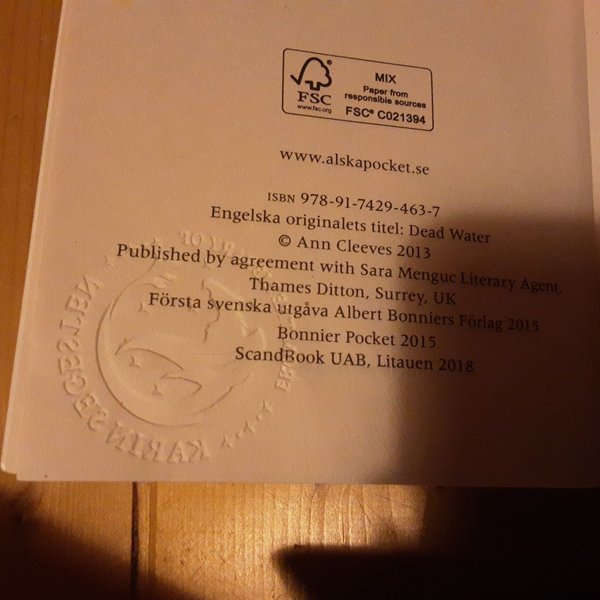 FSC
www.fsc.org
MIX
Paper from
responsible sources
FSC® C021394
www.alskapocket.se
ISBN 978-91-7429-463-7
Engelska originalets titel: Dead Water
© Ann Cleeves 2013
Published by agreement with Sara Menguc Literary Agent,
Thames Ditton, Surrey, UK
Första svenska utgåva Albert Bonniers Förlag 2015
Bonnier Pocket 2015
ScandBook UAB, Litauen 2018
KARIN SEGESTEN